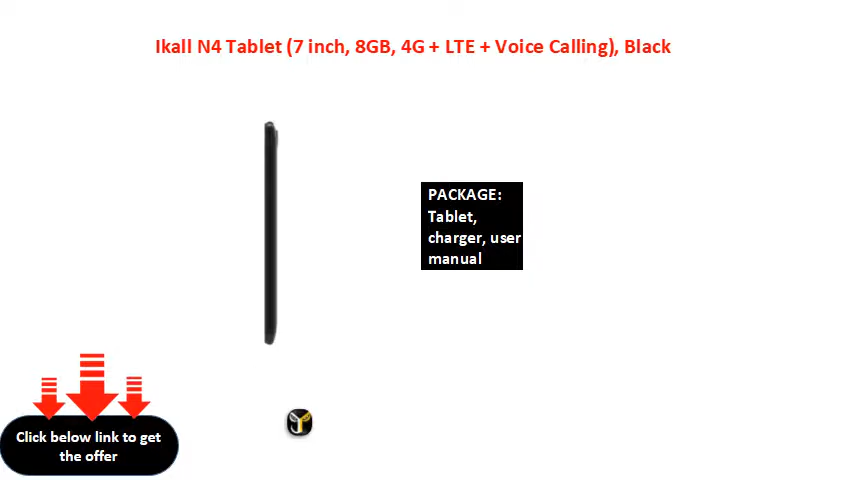 Ikall N4 Tablet (7 inch, 8GB, 4G + LTE + Voice Calling), Black
PACKAGE:
Tablet,
charger, user
manual
Click below link to get
the offer